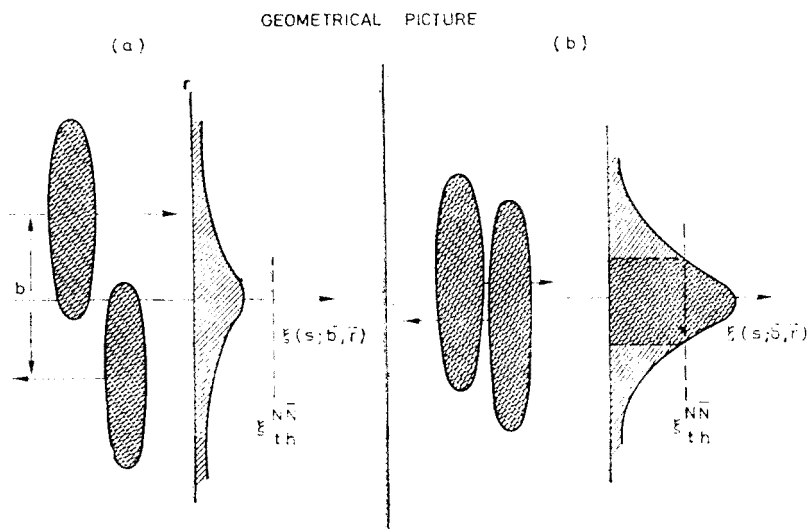 GEOMETRICAL PICTURE
(a)
(b)
r
b
ξ(s;b̄,r̄)
ξ(s;b̄,r̄)
ξ^{NN̄}_{th}
ξ^{NN̄}_{th}